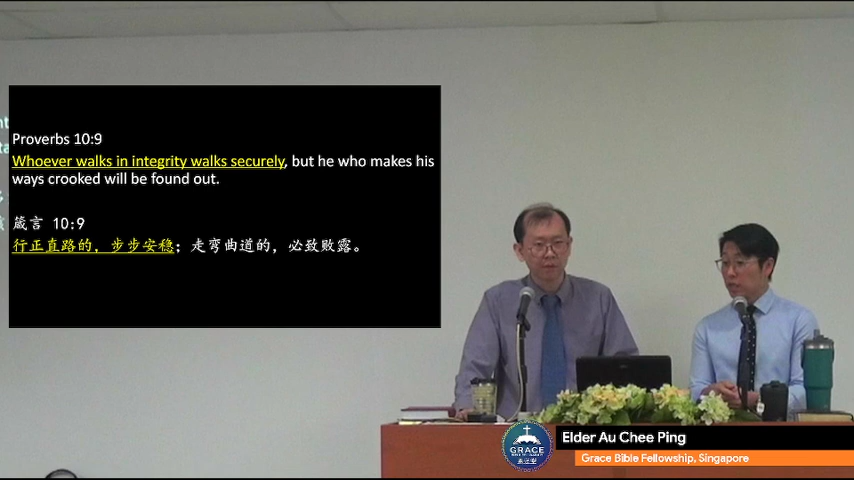 Proverbs 10:9
Whoever walks in integrity walks securely, but he who makes his
ways crooked will be found out.
箴言 10:9
行正直路的，步步安稳；走弯曲道的，必致败露。
GRACE
Elder Au Chee Ping
Grace Bible Fellowship, Singapore